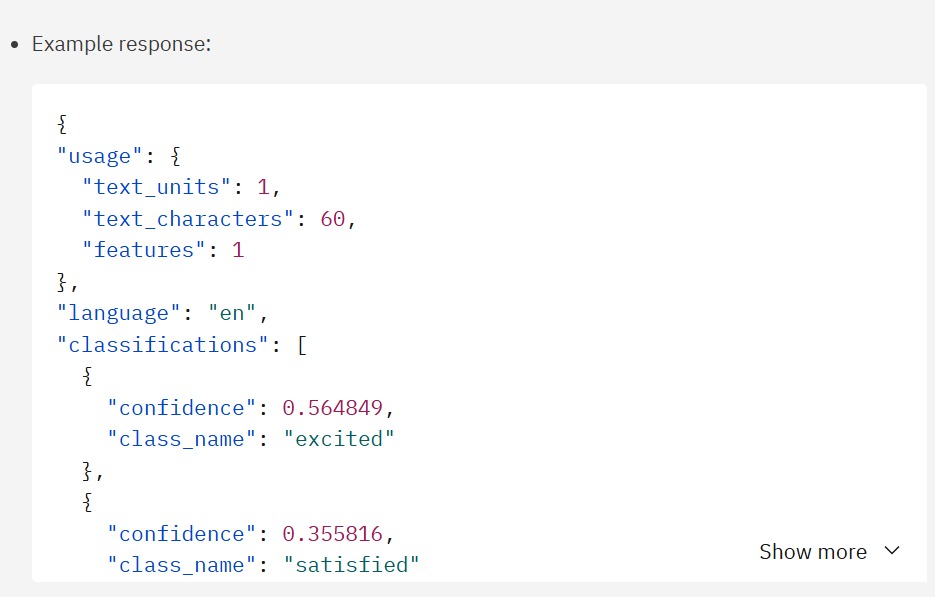 • Example response:
{
"usage": {
  "text_units": 1,
  "text_characters": 60,
  "features": 1
},
"language": "en",
"classifications": [
  {
    "confidence": 0.564849,
    "class_name": "excited"
  },
  {
    "confidence": 0.355816,
    "class_name": "satisfied"
Show more